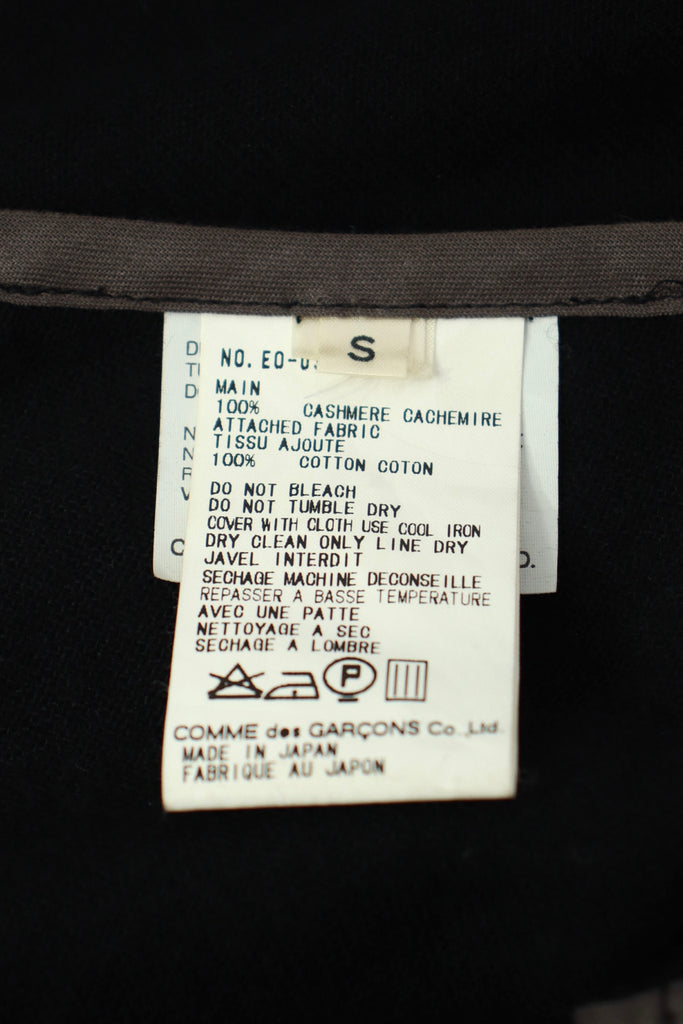 S
NO. EO-
MAIN
100% CASHMERE CACHEMIRE
ATTACHED FABRIC
TISSU AJOUTE
100% COTTON COTON
DO NOT BLEACH
DO NOT TUMBLE DRY
COVER WITH CLOTH USE COOL IRON
DRY CLEAN ONLY LINE DRY
JAVEL INTERDIT
SECHAGE MACHINE DECONSEILLE
REPASSER A BASSE TEMPERATURE
AVEC UNE PATTE
NETTOYAGE A SEC
SECHAGE A LOMBRE
P
COMME des GARÇONS Co.,Ltd.
MADE IN JAPAN
FABRIQUE AU JAPON